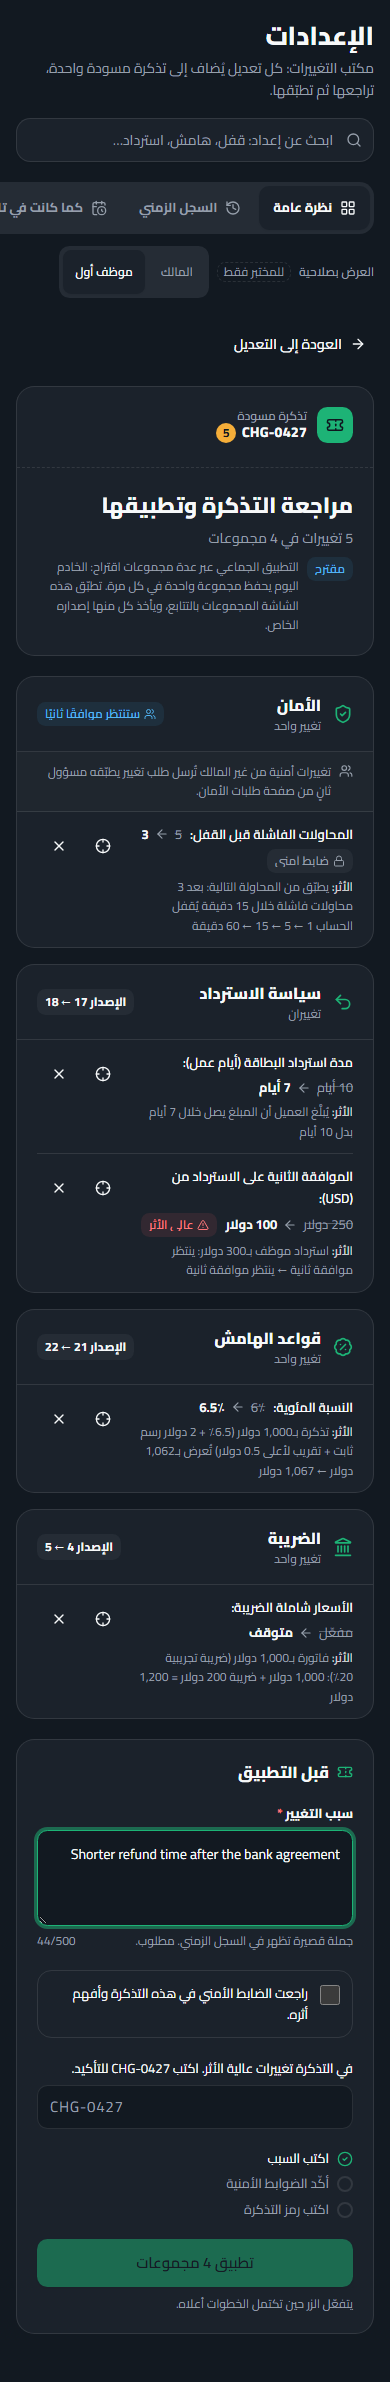 الإعدادات
مكتب التغييرات: كل تعديل يُضاف إلى تذكرة مسودة واحدة،
تراجعها ثم تطبّقها.
ابحث عن إعداد: قفل، هامش، استرداد...
نظرة عامة
السجل الزمني
كما كانت في تا
العرض بصلاحية
للمختبر فقط
المالك
موظف أول
العودة إلى التعديل
تذكرة مسودة
CHG-0427 5
مراجعة التذكرة وتطبيقها
5 تغييرات في 4 مجموعات
مقترح
التطبيق الجماعي عبر عدة مجموعات اقتراح: الخادم
اليوم يحفظ مجموعة واحدة في كل مرة. تطبّق هذه
الشاشة المجموعات بالتتابع، ويأخذ كل منها إصداره
الخاص.
الأمان
تغيير واحد
ستنتظر موافقًا ثانيًا
تغييرات أمنية من غير المالك تُرسل طلب تغيير يطبّقه مسؤول
ثانٍ من صفحة طلبات الأمان.
المحاولات الفاشلة قبل القفل: 5 ← 3
ضابط أمني
الأثر: يطبّق من المحاولة التالية: بعد 3
محاولات فاشلة خلال 15 دقيقة يُقفل
الحساب 1 ← 5 ← 15 ← 60 دقيقة
سياسة الاسترداد
تغييران
الإصدار 17 ← 18
مدة استرداد البطاقة (أيام عمل):
10 أيام ← 7 أيام
الأثر: يُبلَّغ العميل أن المبلغ يصل خلال 7 أيام
بدل 10 أيام
الموافقة الثانية على الاسترداد من
(USD):
250 دولار ← 100 دولار
عالي الأثر
الأثر: استرداد موظف بـ300 دولار: ينتظر
موافقة ثانية ← ينتظر موافقة ثانية
قواعد الهامش
تغيير واحد
الإصدار 21 ← 22
النسبة المئوية: 6٪ ← 6.5٪
الأثر: تذكرة بـ1,000 دولار (6.5٪ + 2 دولار رسم
ثابت + تقريب لأعلى 0.5 دولار) تُعرض بـ1,062
دولار ← 1,067 دولار
الضريبة
تغيير واحد
الإصدار 4 ← 5
الأسعار شاملة الضريبة:
مفعّل ← متوقف
الأثر: فاتورة بـ1,000 دولار (ضريبة تجريبية
20٪): 1,000 دولار + ضريبة 200 دولار = 1,200
دولار
قبل التطبيق
سبب التغيير *
Shorter refund time after the bank agreement
جملة قصيرة تظهر في السجل الزمني. مطلوب.
44/500
راجعت الضابط الأمني في هذه التذكرة وأفهم
أثره.
في التذكرة تغييرات عالية الأثر. اكتب CHG-0427 للتأكيد.
CHG-0427
اكتب السبب
أكّد الضوابط الأمنية
اكتب رمز التذكرة
تطبيق 4 مجموعات
يتفعّل الزر حين تكتمل الخطوات أعلاه.